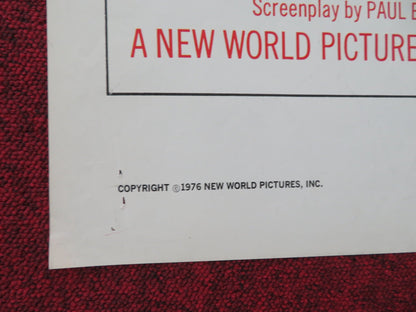 Screenplay by PAUL
A NEW WORLD PICTURE
COPYRIGHT ©1976 NEW WORLD PICTURES, INC.